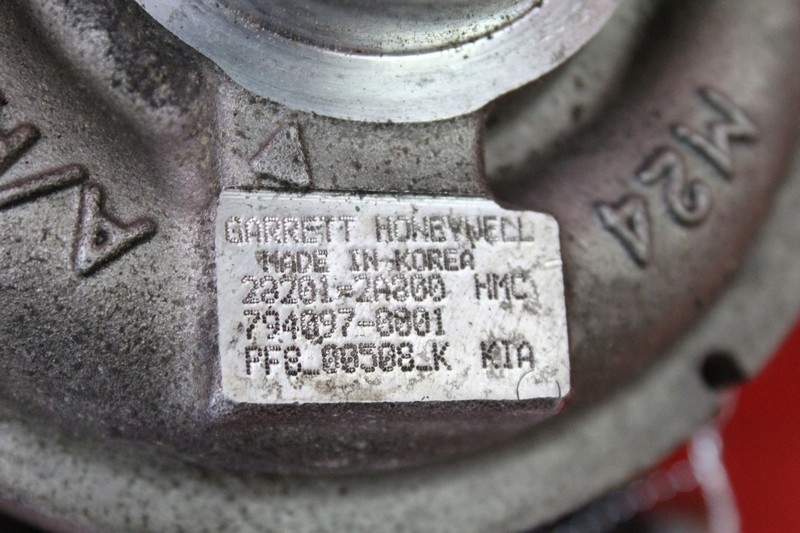 GARRETT HONEYWELL
MADE IN KOREA
28201-2A800 HMC
794097-0001
PF8_00508_K KIA
M24